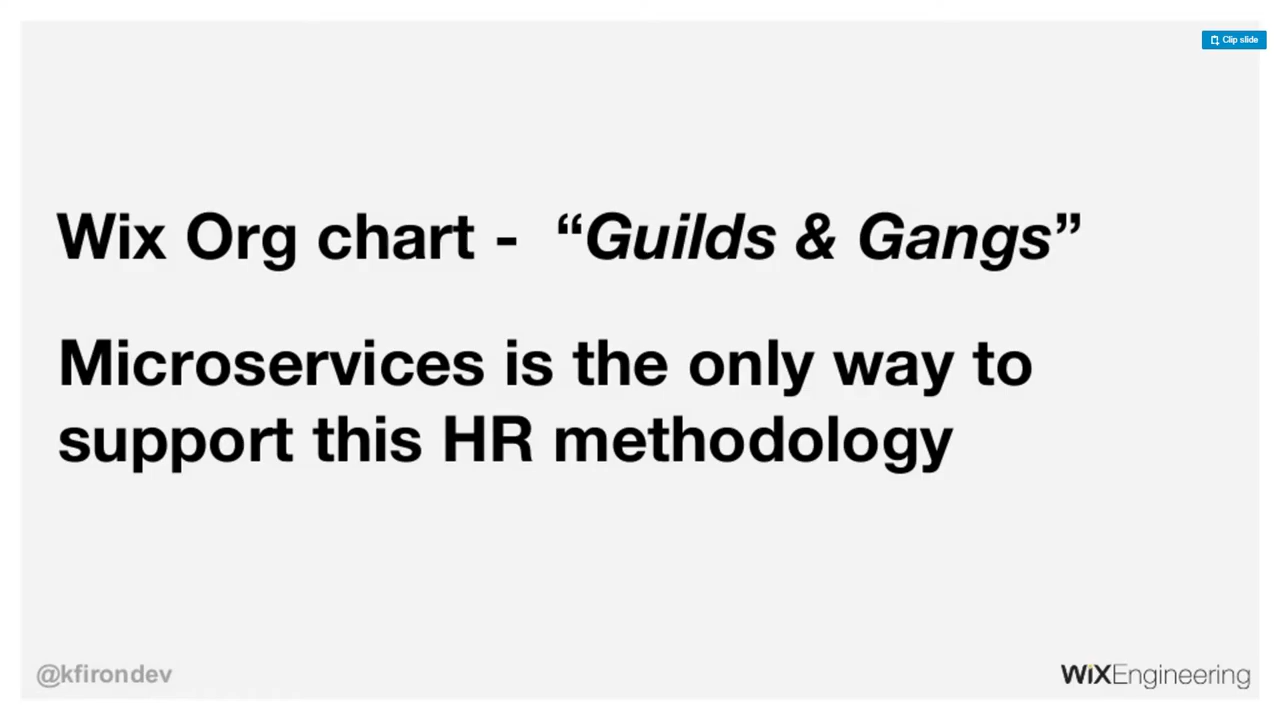 Clip slide
Wix Org chart - “Guilds & Gangs”
Microservices is the only way to
support this HR methodology
@kfirondev
WiXEngineering